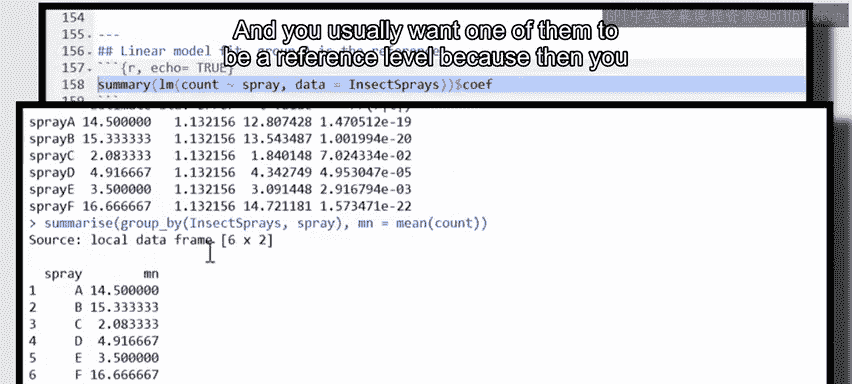 154
155 ---
And you usually want one of them to
be a reference level because then you
157 ```{r, echo= TRUE}
158 summary(lm(count ~ spray, data = InsectSprays))$coef
sprayA 14.500000 1.132156 12.807428 1.470512e-19
sprayB 15.333333 1.132156 13.543487 1.001994e-20
sprayC 2.083333 1.132156 1.840148 7.024334e-02
sprayD 4.916667 1.132156 4.342749 4.953047e-05
sprayE 3.500000 1.132156 3.091448 2.916794e-03
sprayF 16.666667 1.132156 14.721181 1.573471e-22
> summarise(group_by(InsectSprays, spray), mn = mean(count))
Source: local data frame [6 x 2]
spray mn
1 A 14.500000
2 B 15.333333
3 C 2.083333
4 D 4.916667
5 E 3.500000
6 F 16.666667